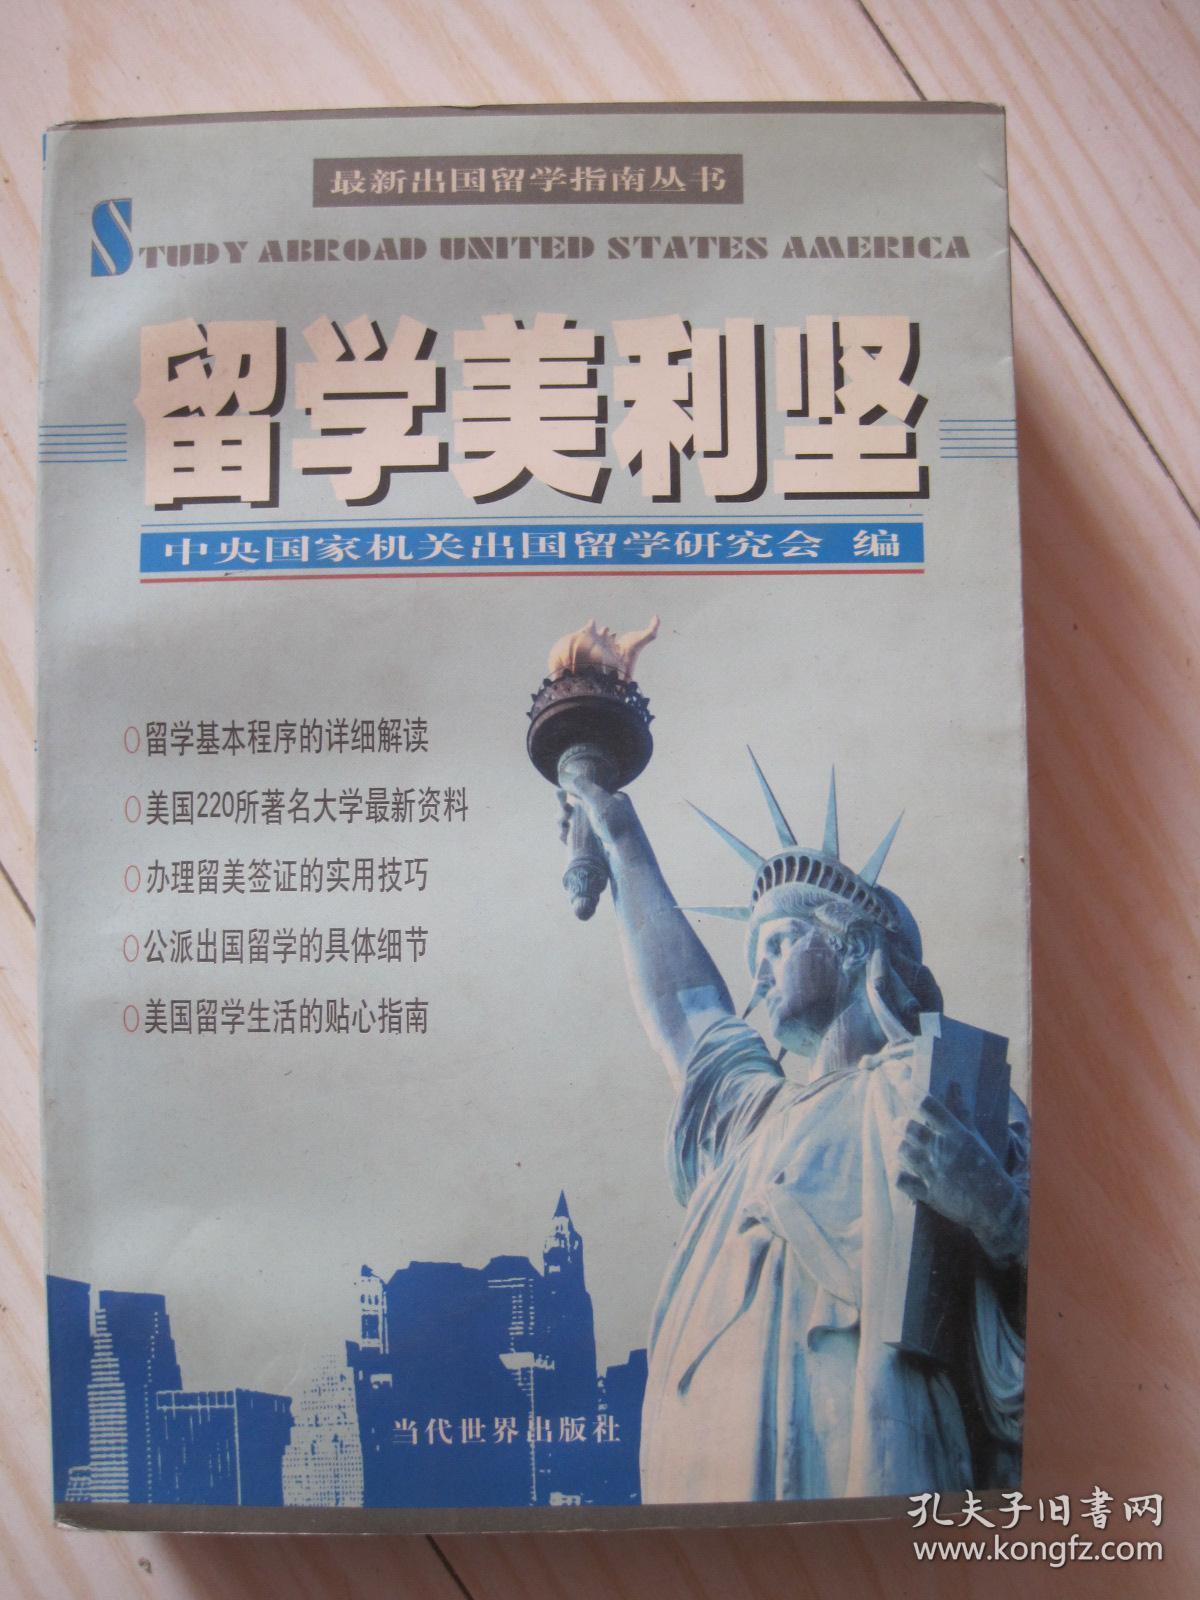 最新出国留学指南丛书
STUDY ABROAD UNITED STATES AMERICA
留学美利坚
中央国家机关出国留学研究会 编
留学基本程序的详细解读
美国220所著名大学最新资料
办理留美签证的实用技巧
公派出国留学的具体细节
美国留学生活的贴心指南
当代世界出版社
孔夫子旧书网
www.kongfz.com